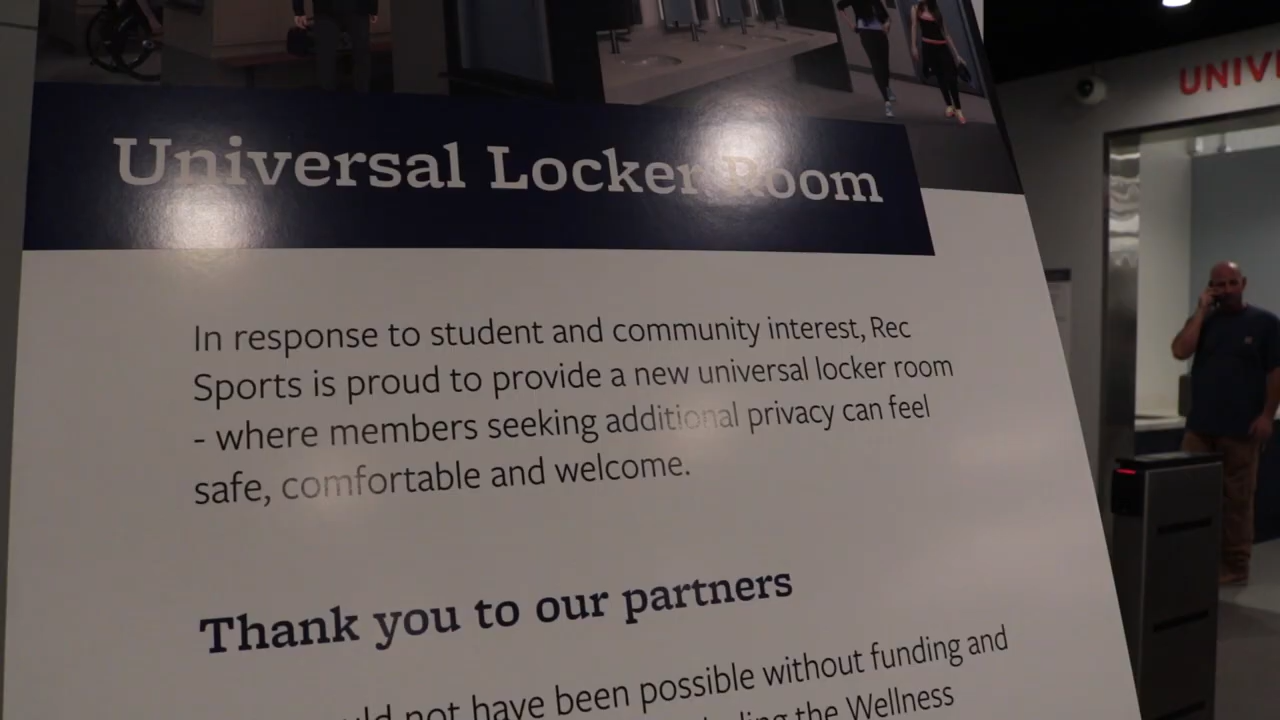 UNIV
Universal Locker Room
In response to student and community interest, Rec
Sports is proud to provide a new universal locker room
- where members seeking additional privacy can feel
safe, comfortable and welcome.
Thank you to our partners
not have been possible without funding and
the Wellness